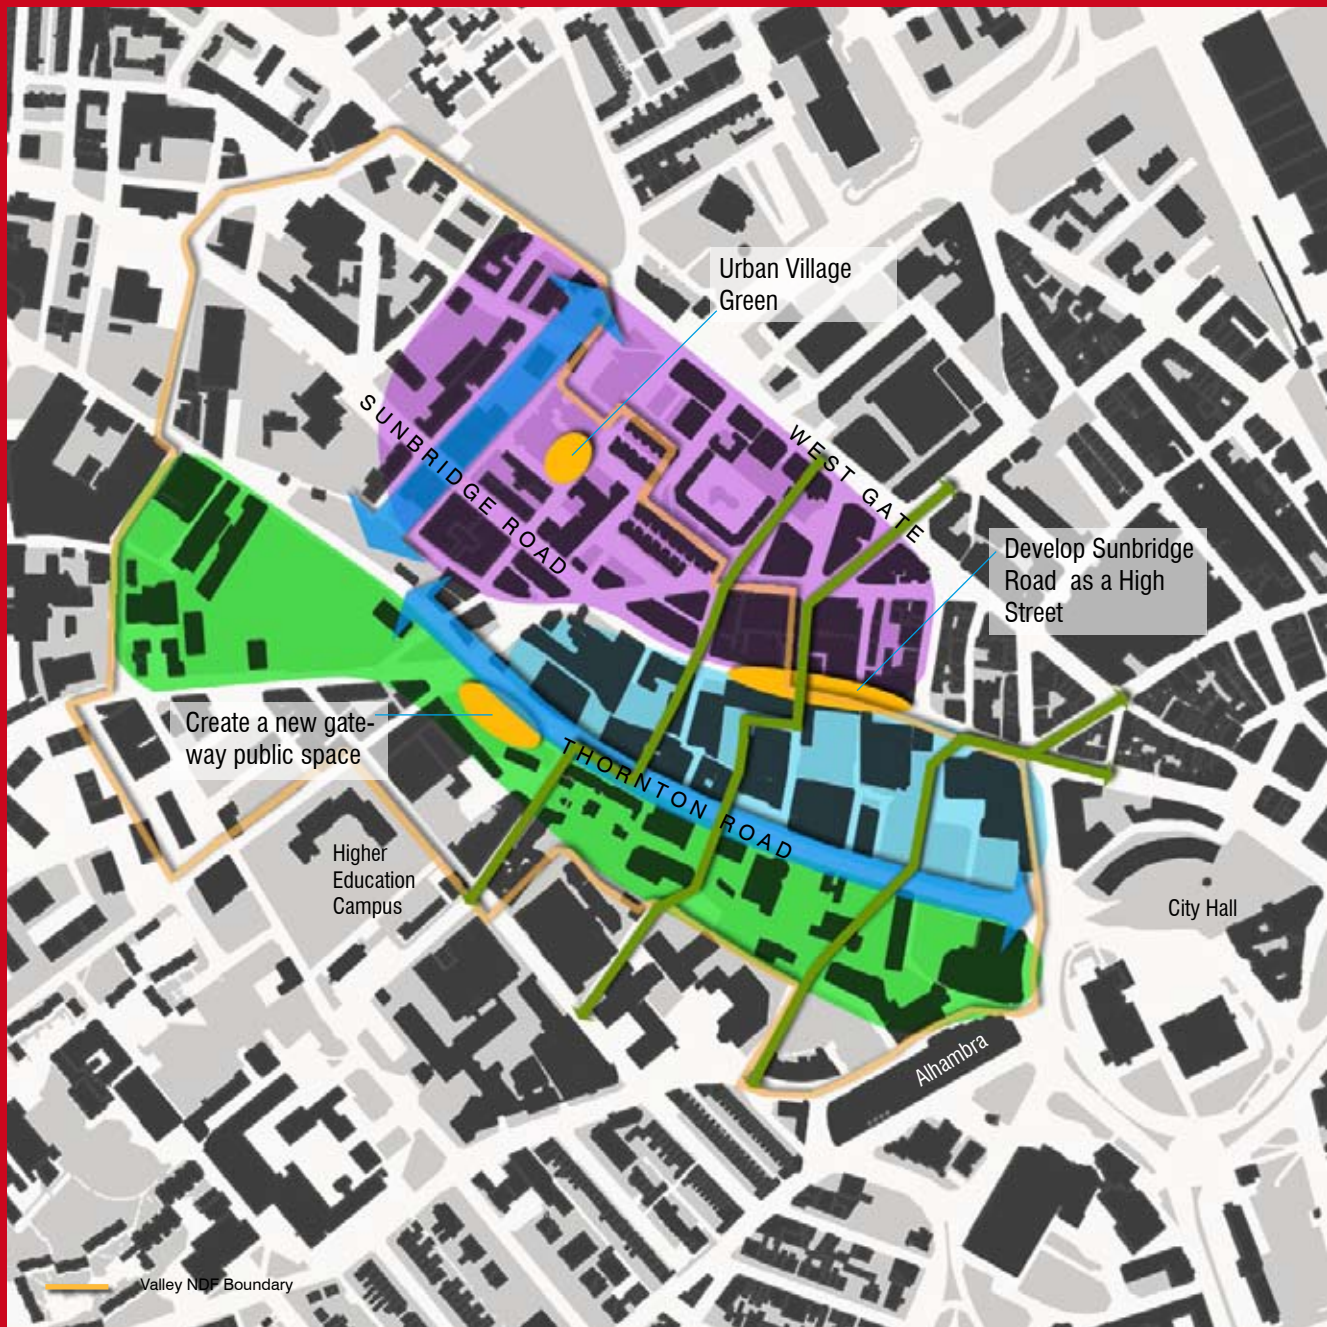 Urban Village
Green
SUNBRIDGE ROAD
WEST GATE
Develop Sunbridge
Road as a High
Street
Create a new gate-
way public space
THORNTON ROAD
Higher
Education
Campus
City Hall
Alhambra
Valley NDF Boundary